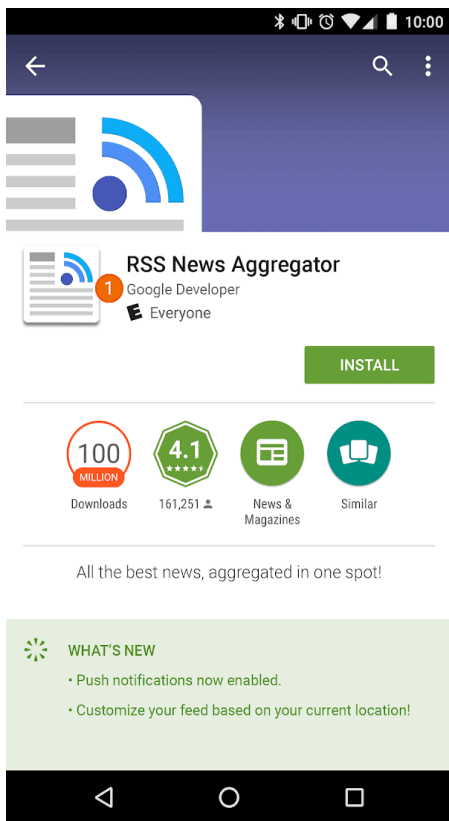 10:00
RSS News Aggregator
1
Google Developer
E Everyone
INSTALL
100
MILLION
4.1
Downloads
161,251
News &
Magazines
Similar
All the best news, aggregated in one spot!
WHAT'S NEW
• Push notifications now enabled.
• Customize your feed based on your current location!